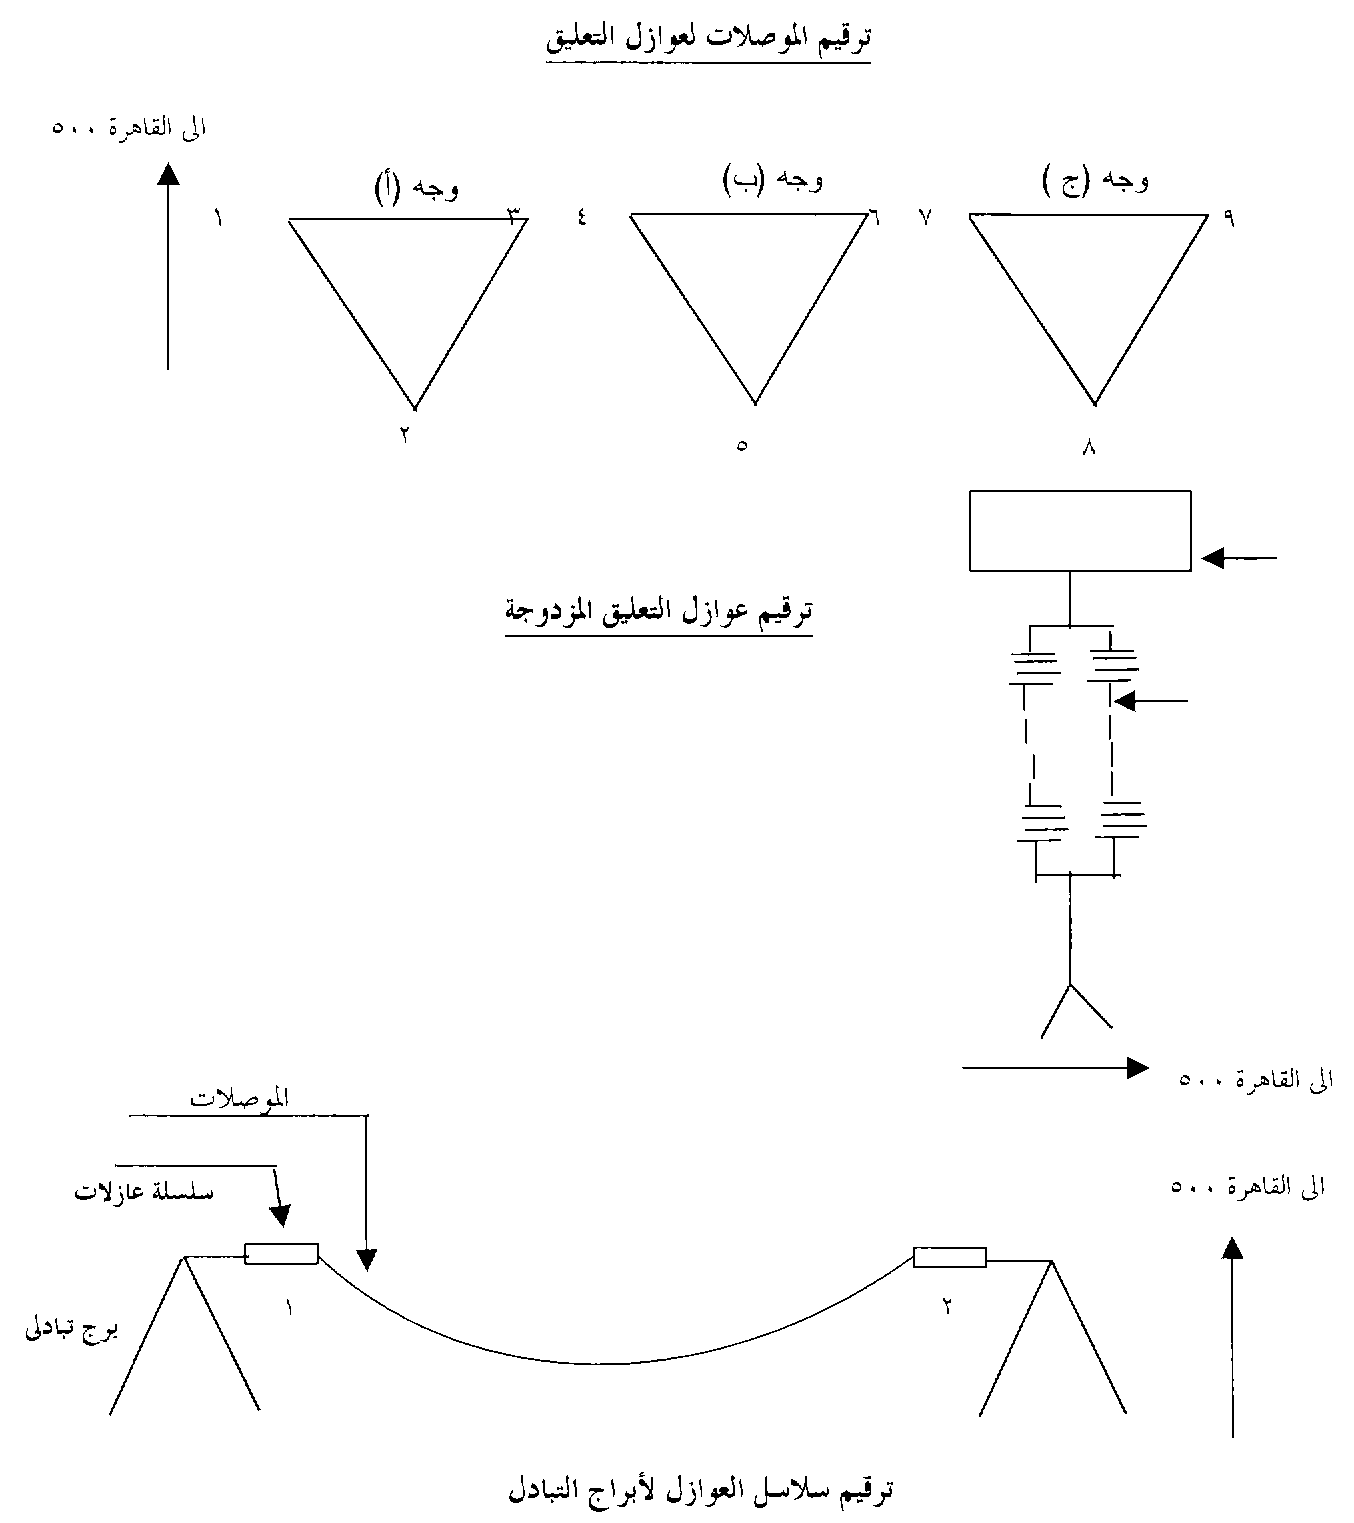 ترقيم الموصلات لعوازل التعليق
الى القاهرة ٥٠٠
وجه (أ)
وجه (ب)
وجه (ج )
١
٣
٤
٦
٧
٩
٢
٥
٨
ترقيم عوازل التعليق المزدوجة
الى القاهرة ٥٠٠
الموصلات
سلسلة عازلات
الى القاهرة ٥٠٠
١
٢
برج تبادلى
ترقيم سلاسل العوازل لأبراج التبادل